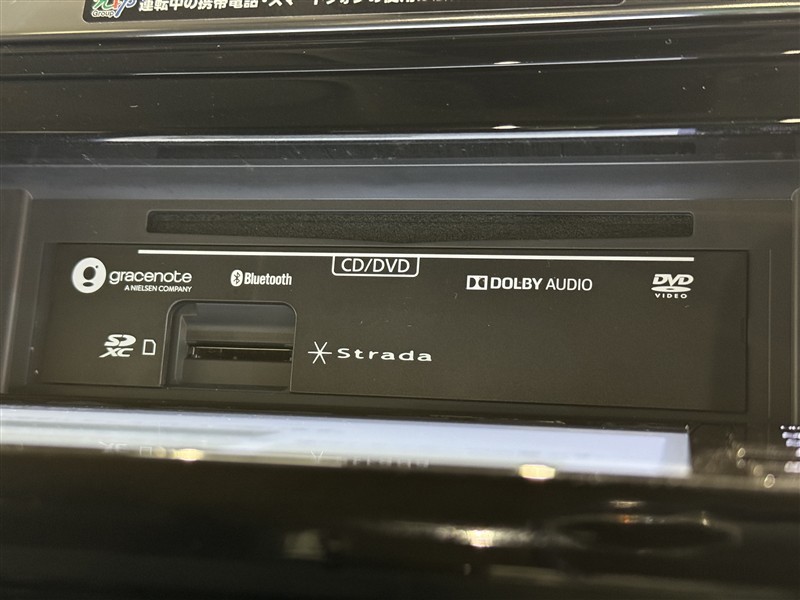 運転中の携帯電話・スマートフォンの使用
Group
CD/DVD
gracenote
A NIELSEN COMPANY
Bluetooth
DOLBY AUDIO
DVD
VIDEO
SD
XC
Strada